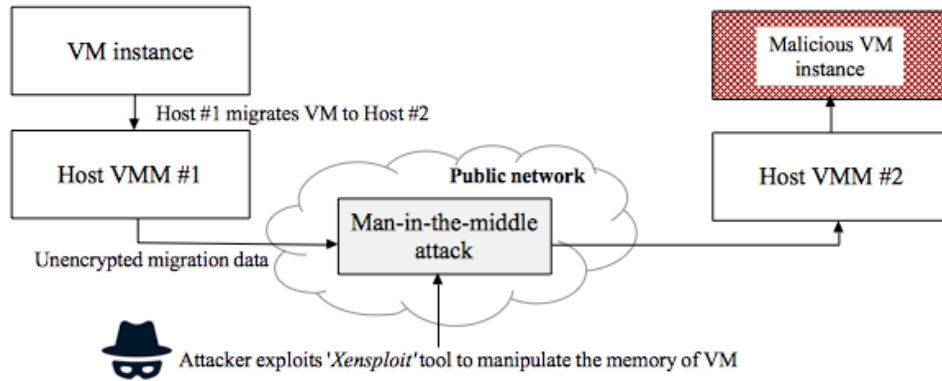 VM instance
Malicious VM
instance
Host #1 migrates VM to Host #2
Host VMM #1
Public network
Host VMM #2
Man-in-the-middle
attack
Unencrypted migration data
Attacker exploits 'Xensploit' tool to manipulate the memory of VM